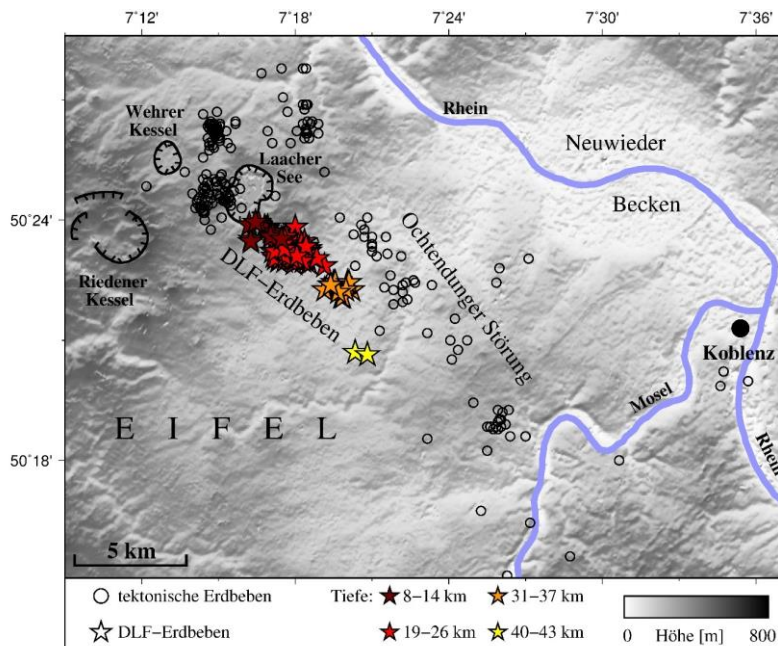 7°12' 7°18' 7°24' 7°30' 7°36'
Rhein
Wehrer
Kessel
Neuwieder
Laacher
See
Becken
50°24'
Ochtendunger Störung
DLF-Erdbeben
Riedener
Kessel
Koblenz
Mosel
E I F E L
Rhein
50°18'
5 km
tektonische Erdbeben
Tiefe:
8-14 km
31-37 km
DLF-Erdbeben
19-26 km
40-43 km
0 Höhe [m] 800